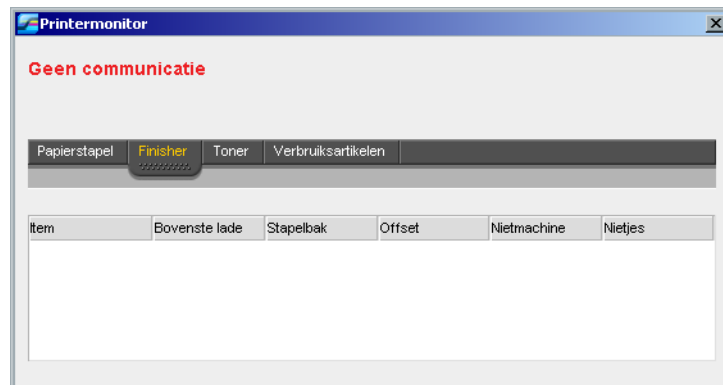 Printermonitor
Geen communicatie
Papierstapel Finisher Toner Verbruiksartikelen
Item Bovenste lade Stapelbak Offset Nietmachine Nietjes